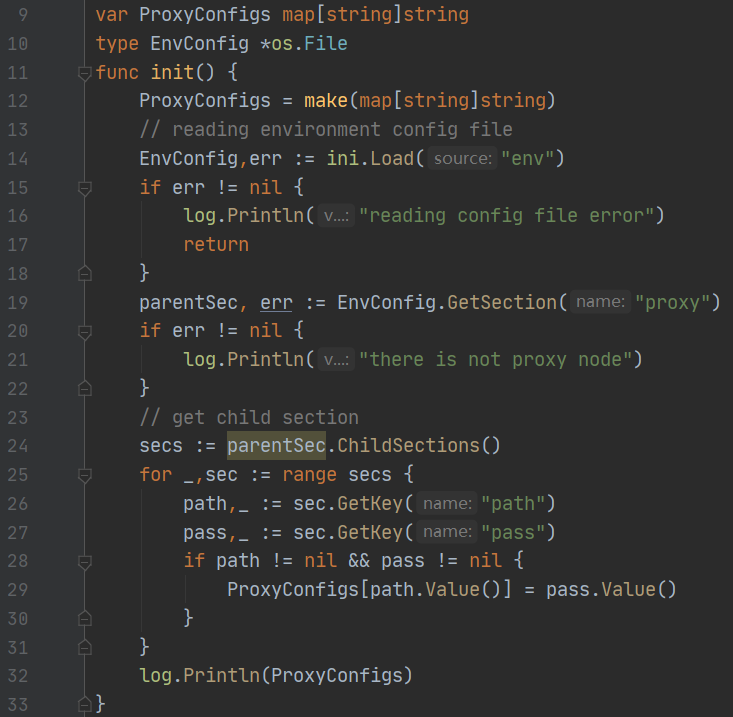 9 var ProxyConfigs map[string]string
10 type EnvConfig *os.File
11 func init() {
12 ProxyConfigs = make(map[string]string)
13 // reading environment config file
14 EnvConfig,err := ini.Load( source: "env")
15 if err != nil {
16 log.Println( v...: "reading config file error")
17 return
18 }
19 parentSec, err := EnvConfig.GetSection( name: "proxy")
20 if err != nil {
21 log.Println( v...: "there is not proxy node")
22 }
23 // get child section
24 secs := parentSec.ChildSections()
25 for _,sec := range secs {
26 path,_ := sec.GetKey( name: "path")
27 pass,_ := sec.GetKey( name: "pass")
28 if path != nil && pass != nil {
29 ProxyConfigs[path.Value()] = pass.Value()
30 }
31 }
32 log.Println(ProxyConfigs)
33 }